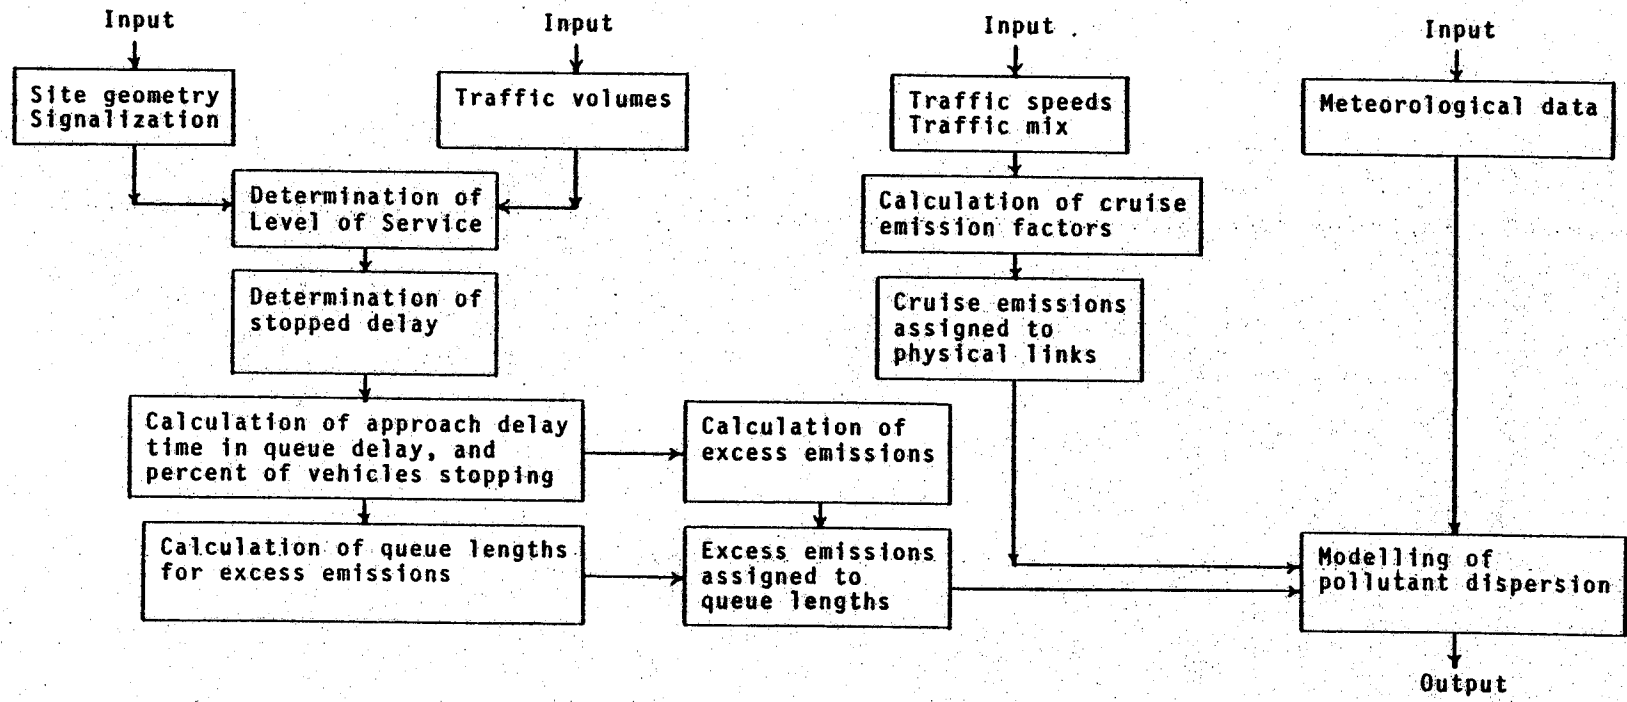 Input
Input
Input
Input
Site geometry
Signalization
Traffic volumes
Traffic speeds
Traffic mix
Meteorological data
Determination of
Level of Service
Calculation of cruise
emission factors
Determination of
stopped delay
Cruise emissions
assigned to
physical links
Calculation of approach delay
time in queue delay, and
percent of vehicles stopping
Calculation of
excess emissions
Calculation of queue lengths
for excess emissions
Excess emissions
assigned to
queue lengths
Modelling of
pollutant dispersion
Output